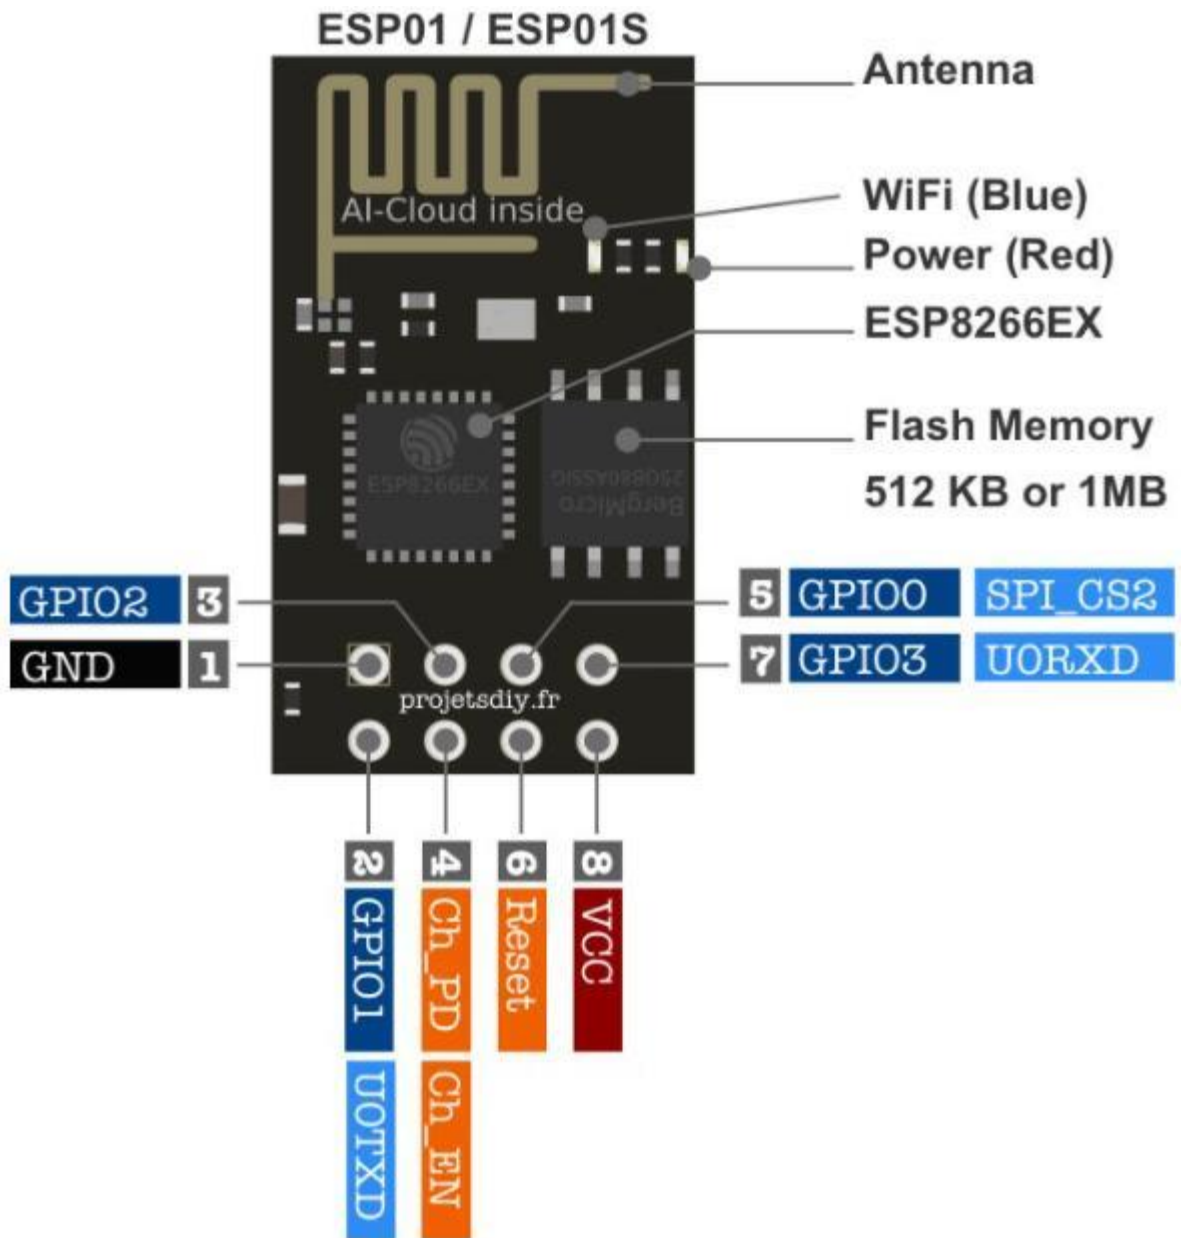 ESP01 / ESP01S
Antenna
AI-Cloud inside
WiFi (Blue)
Power (Red)
ESP8266EX
Flash Memory
512 KB or 1MB
ESP8266EX
25Q80ASSIG
BergMicro
GPIO2 3
GND 1
5 GPIO0 SPI_CS2
7 GPIO3 U0RXD
projetsdiy.fr
2 GPIO1 U0TXD
4 Ch_PD Ch_EN
6 Reset
8 VCC